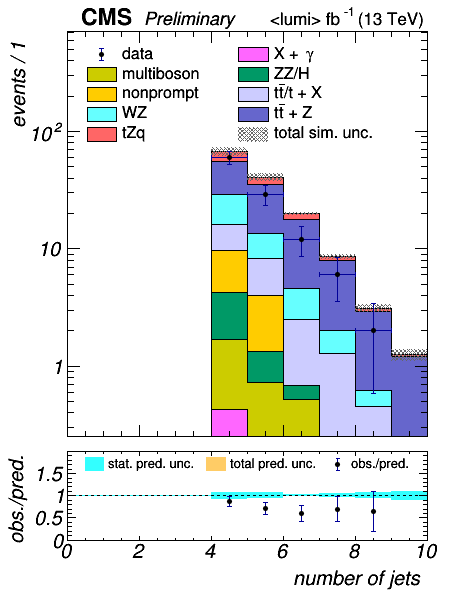 CMS Preliminary <lumi> fb⁻¹ (13 TeV)
events / 1
data
multiboson
nonprompt
WZ
tZq
X + γ
ZZ/H
tt̄/t + X
tt̄ + Z
total sim. unc.
10²
10
1
obs./pred.
stat. pred. unc. total pred. unc. obs./pred.
1.5
1
0.5
0
0 2 4 6 8 10
number of jets